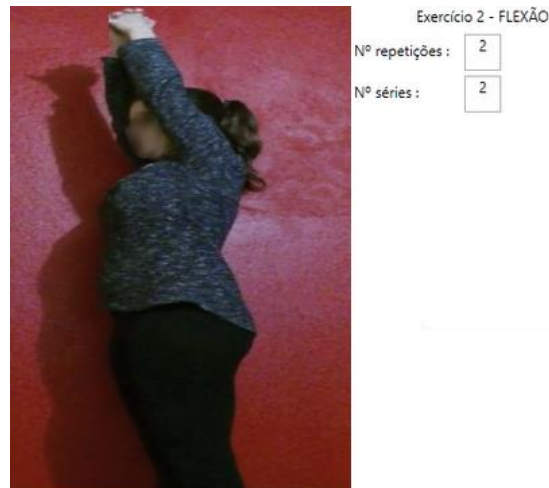 Exercício 2 - FLEXÃO
Nº repetições : 2
Nº séries : 2